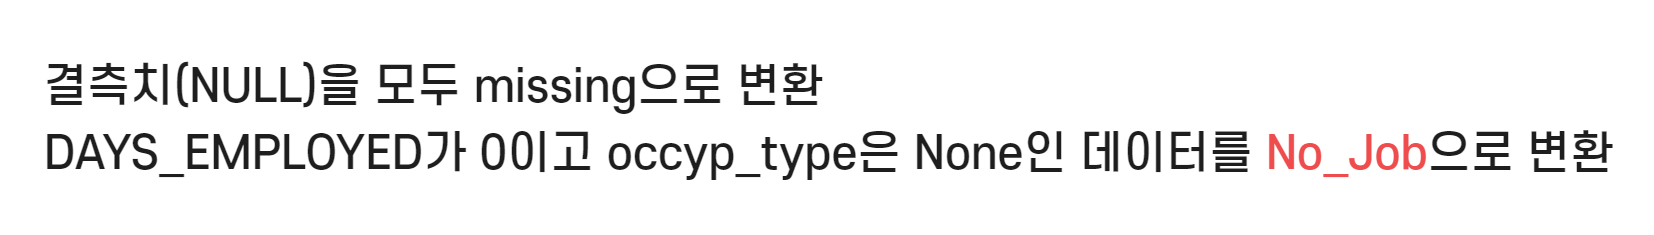 결측치(NULL)을 모두 missing으로 변환
DAYS_EMPLOYED가 0이고 occyp_type은 None인 데이터를 No_Job으로 변환